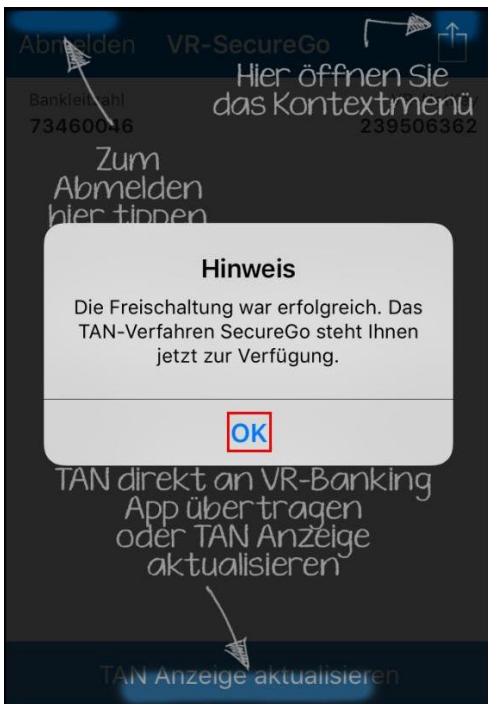 Abmelden VR-SecureGo
Hier öffnen Sie
das Kontextmenü
Bankleitzahl
73460046 239506362
Zum
Abmelden
hier tippen
Hinweis
Die Freischaltung war erfolgreich. Das
TAN-Verfahren SecureGo steht Ihnen
jetzt zur Verfügung.
OK
TAN direkt an VR-Banking
App übertragen
oder TAN Anzeige
aktualisieren
TAN Anzeige aktualisieren